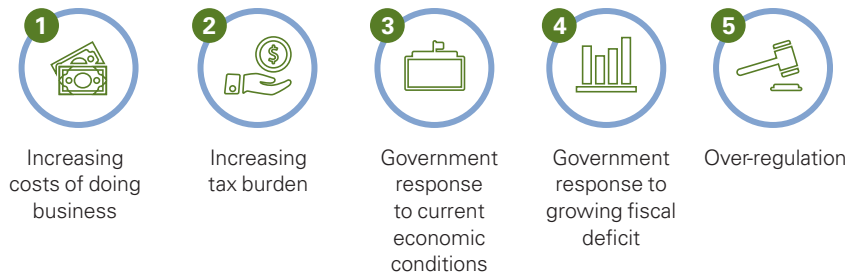 1
Increasing
costs of doing
business
2
Increasing
tax burden
3
Government
response
to current
economic
conditions
4
Government
response to
growing fiscal
deficit
5
Over-regulation
$